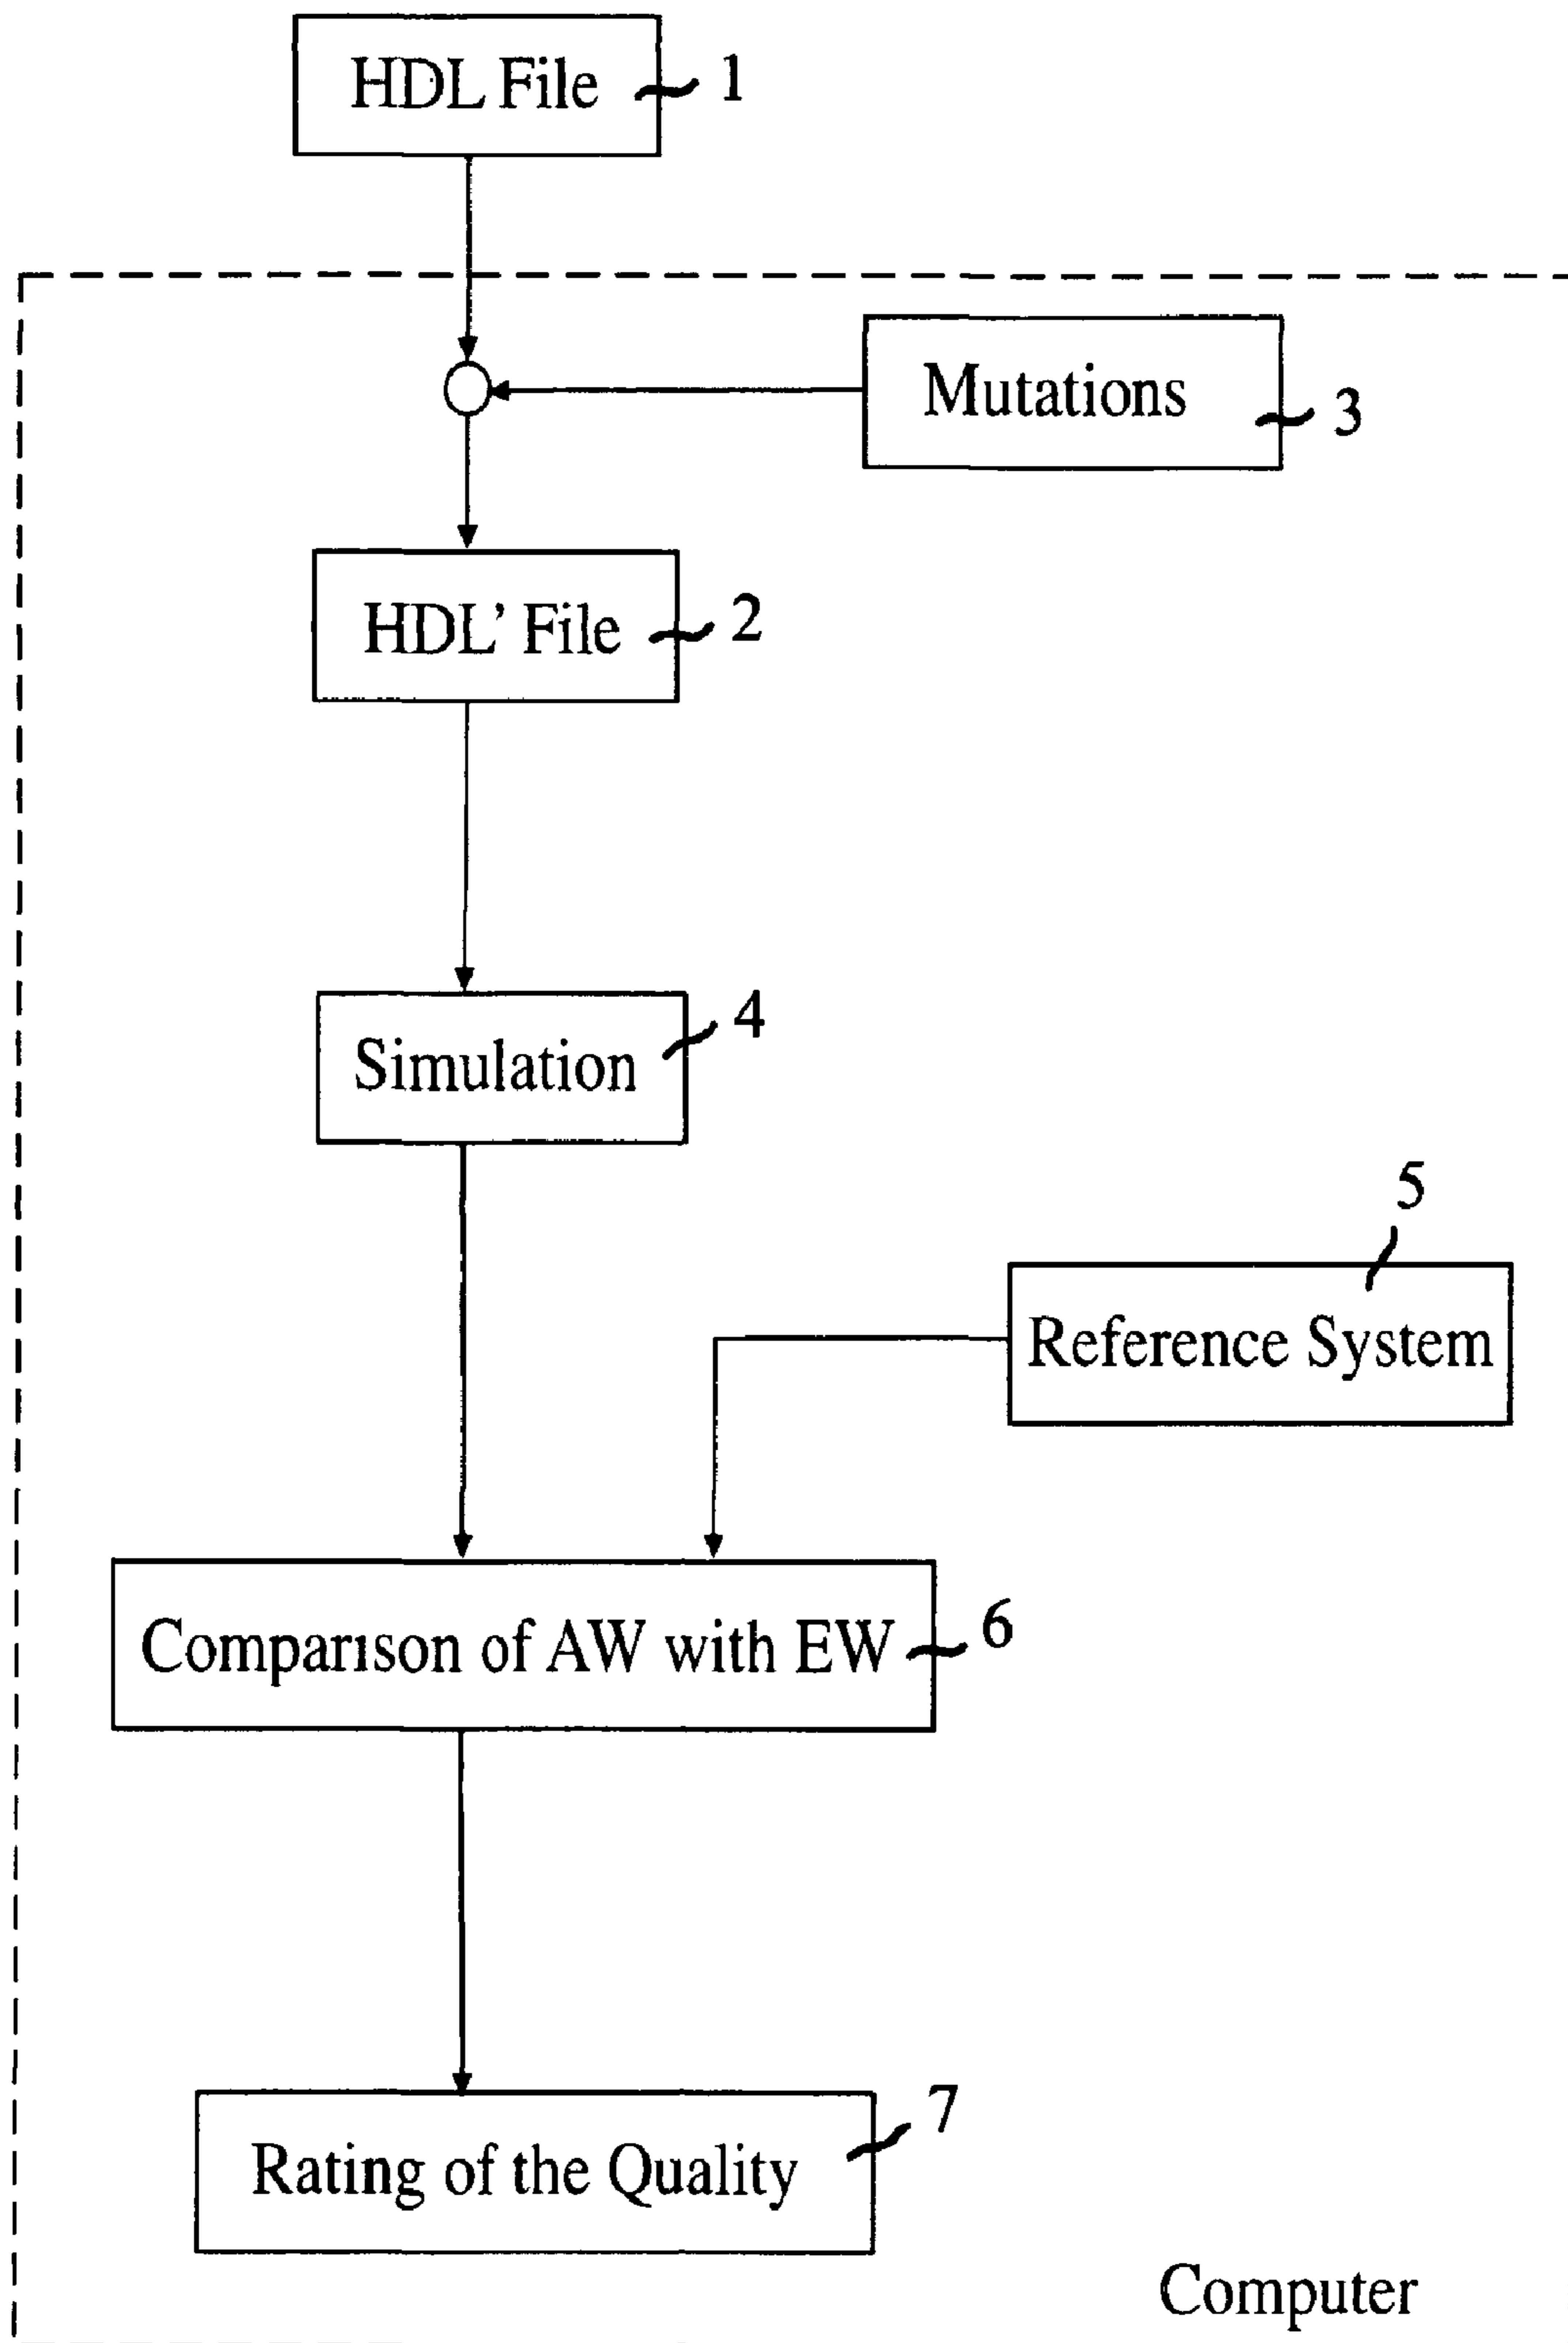 HDL File 1
Mutations 3
HDL’ File 2
Simulation 4
5
Reference System
Comparison of AW with EW 6
7
Rating of the Quality
Computer